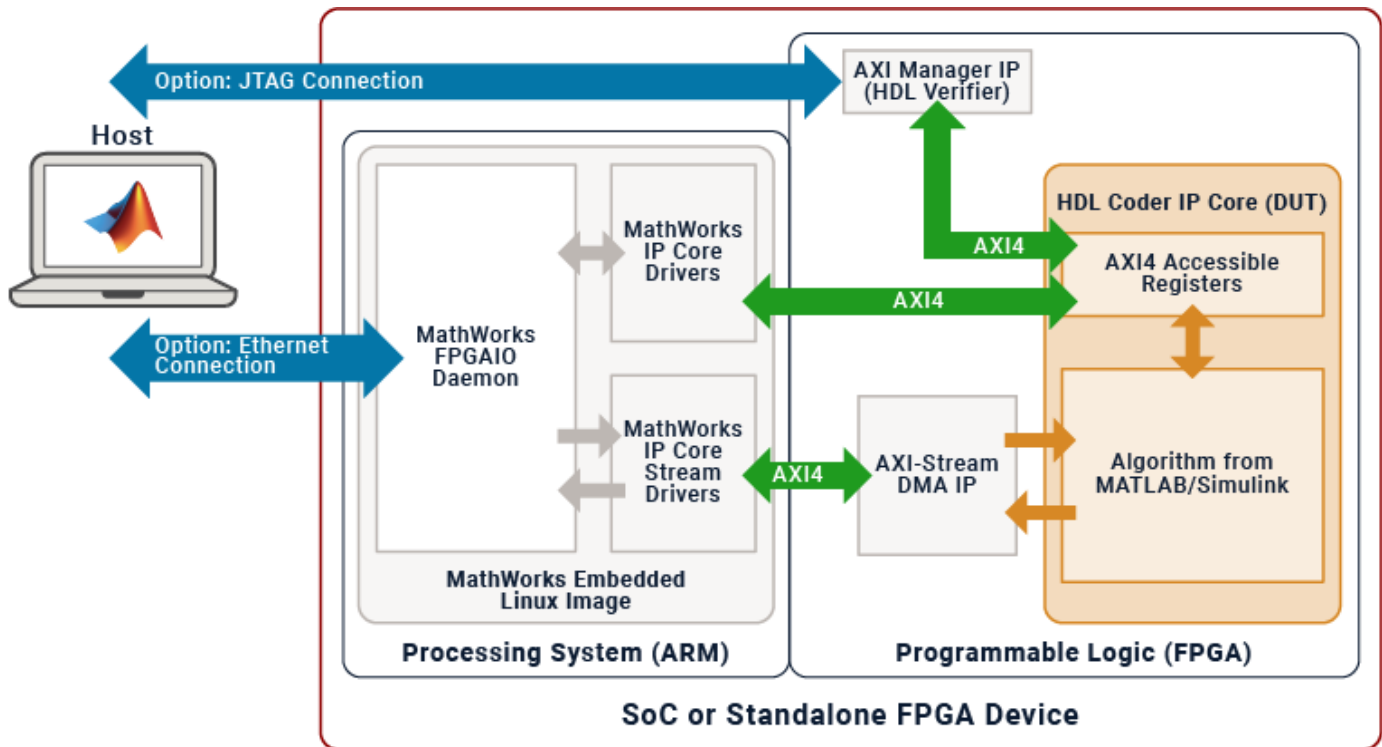 Option: JTAG Connection
AXI Manager IP
(HDL Verifier)
Host
HDL Coder IP Core (DUT)
MathWorks
IP Core
Drivers
AXI4
AXI4 Accessible
Registers
AXI4
MathWorks
FPGAIO
Daemon
Option: Ethernet
Connection
MathWorks
IP Core
Stream
Drivers
AXI4
AXI-Stream
DMA IP
Algorithm from
MATLAB/Simulink
MathWorks Embedded
Linux Image
Processing System (ARM)
Programmable Logic (FPGA)
SoC or Standalone FPGA Device